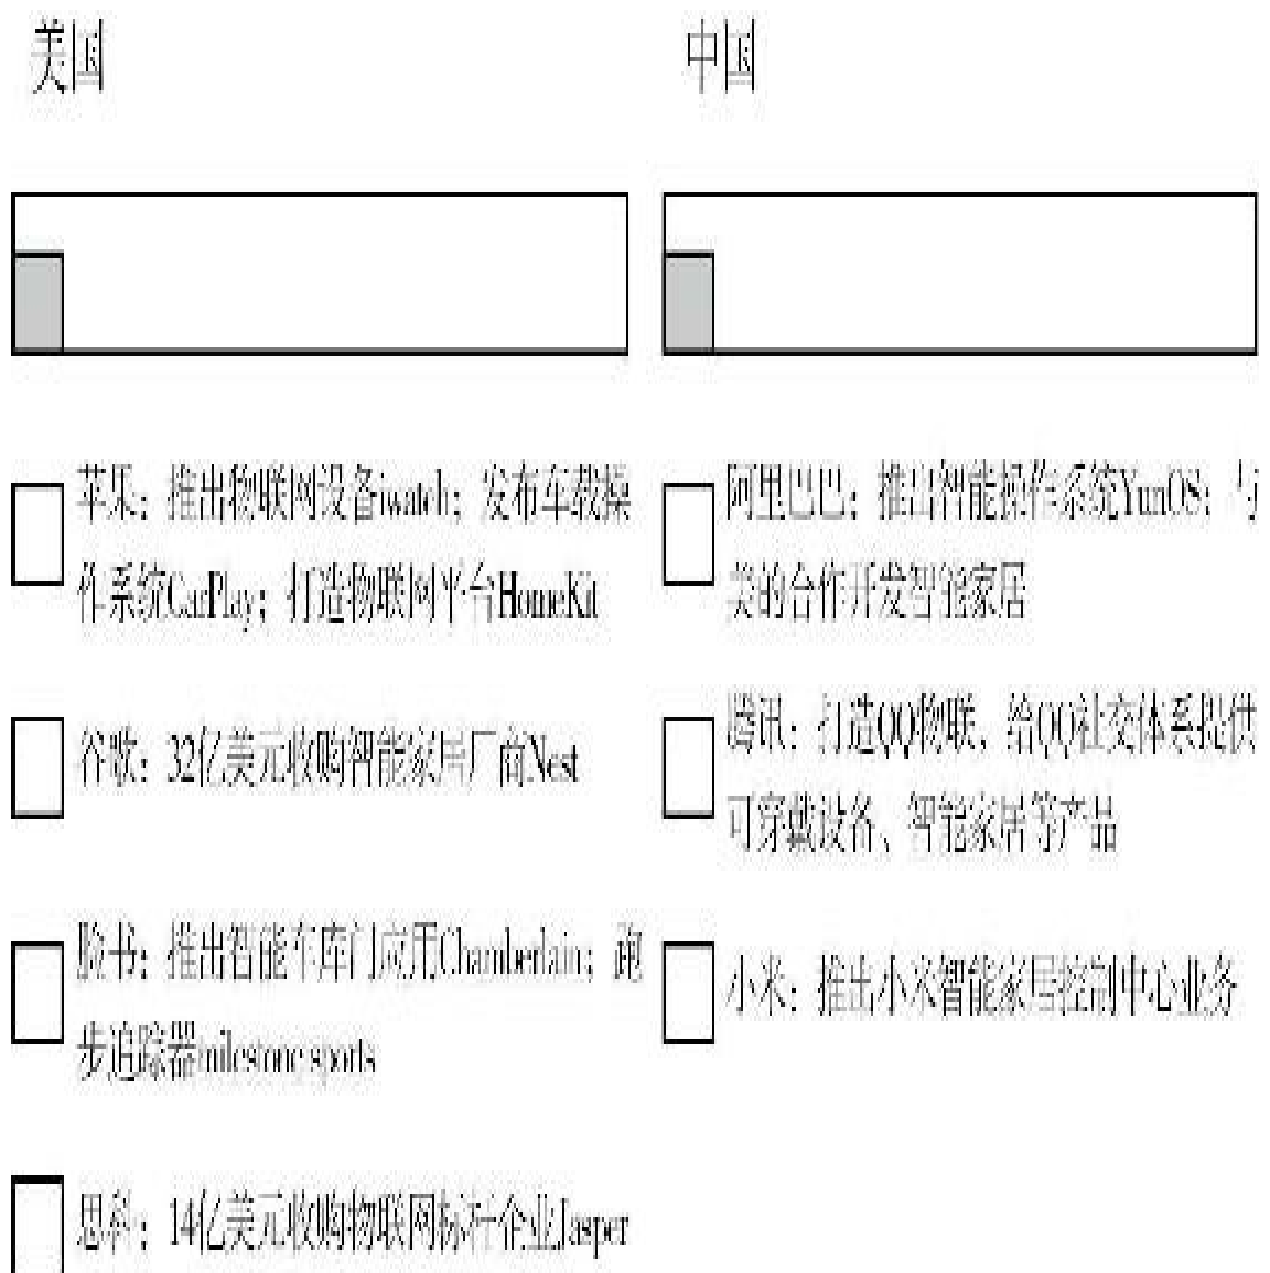 美国
苹果：推出物联网设备iwatch；发布车载操
作系统CarPlay；打造物联网平台HomeKit
谷歌：32亿美元收购智能家居厂商Nest
脸书：推出智能车库门应用Chamberlain；跑
步追踪器milestone sports
思科：14亿美元收购物联网标杆企业Jasper
中国
阿里巴巴：推出智能操作系统YunOS；与
美的合作开发智能家居
腾讯：打造QQ物联、给QQ社交体系提供
可穿戴设备、智能家居等产品
小米：推出小米智能家居控制中心业务